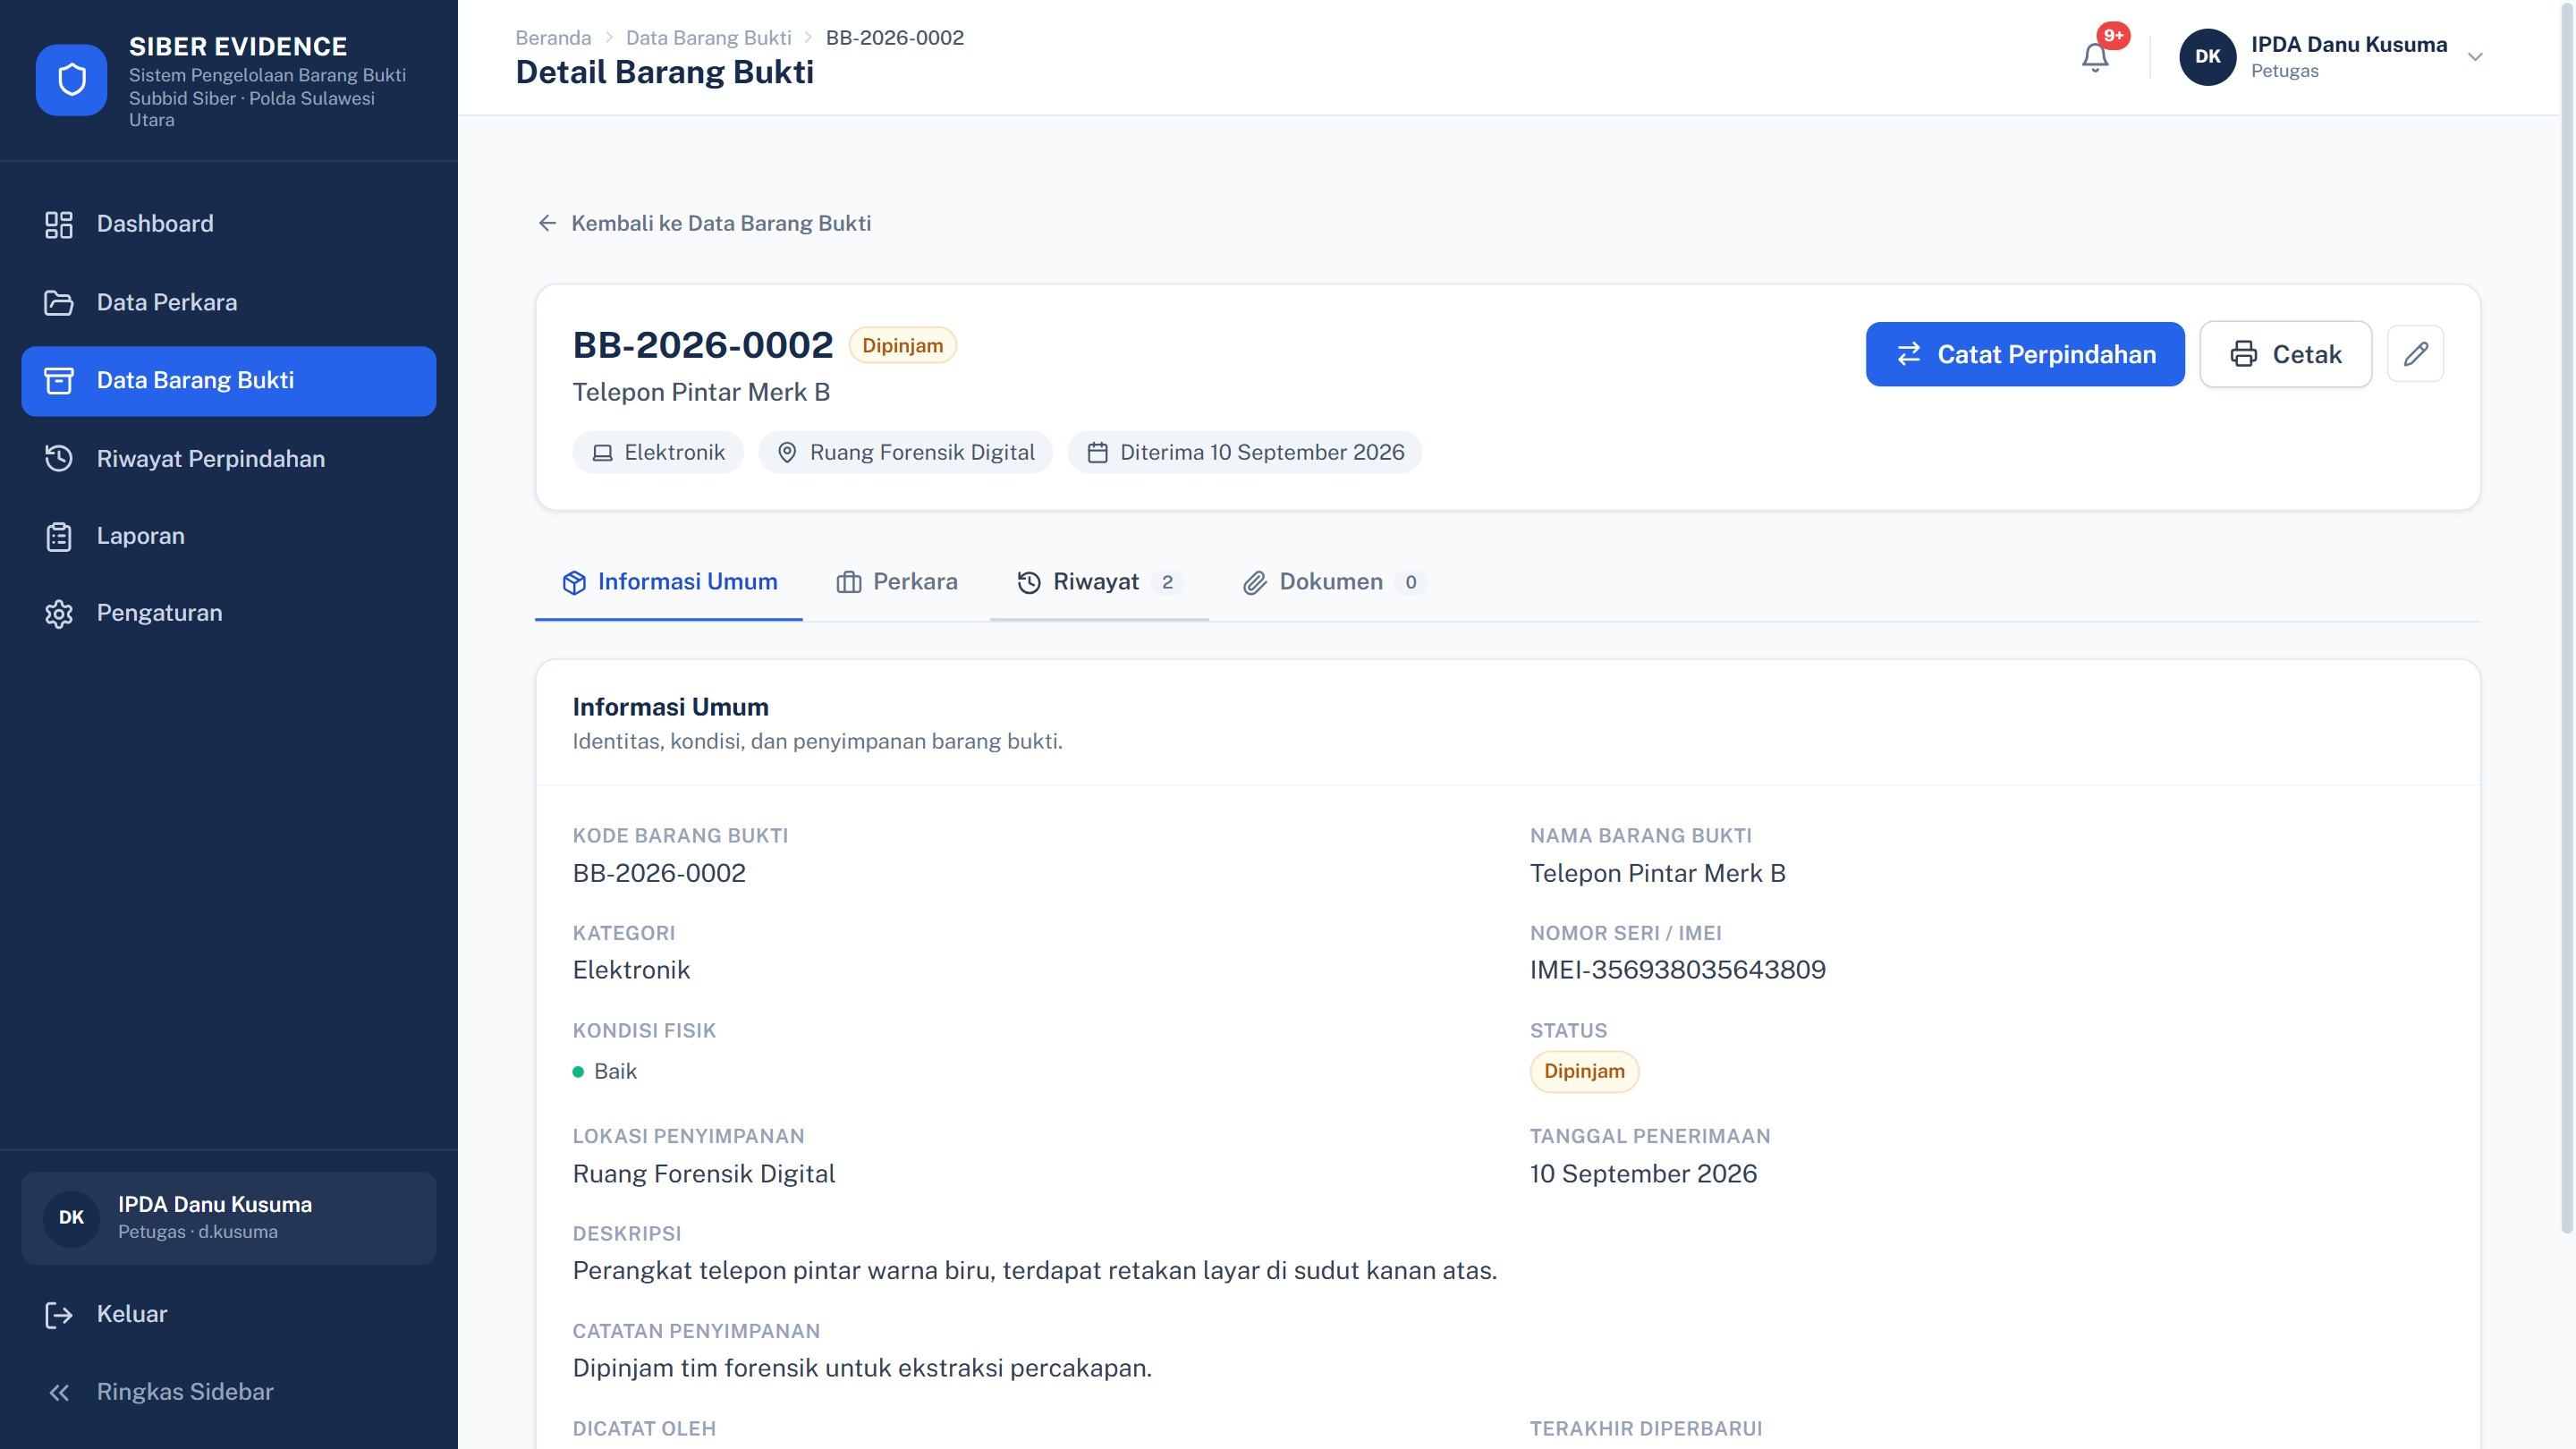 SIBER EVIDENCE
Sistem Pengelolaan Barang Bukti
Subbid Siber · Polda Sulawesi
Utara
Dashboard
Data Perkara
Data Barang Bukti
Riwayat Perpindahan
Laporan
Pengaturan
DK
IPDA Danu Kusuma
Petugas · d.kusuma
Keluar
Ringkas Sidebar
Beranda > Data Barang Bukti > BB-2026-0002
Detail Barang Bukti
9+
DK
IPDA Danu Kusuma
Petugas
Kembali ke Data Barang Bukti
BB-2026-0002 Dipinjam
Telepon Pintar Merk B
Elektronik Ruang Forensik Digital Diterima 10 September 2026
Catat Perpindahan Cetak
Informasi Umum Perkara Riwayat 2 Dokumen 0
Informasi Umum
Identitas, kondisi, dan penyimpanan barang bukti.
KODE BARANG BUKTI
BB-2026-0002
NAMA BARANG BUKTI
Telepon Pintar Merk B
KATEGORI
Elektronik
NOMOR SERI / IMEI
IMEI-356938035643809
KONDISI FISIK
Baik
STATUS
Dipinjam
LOKASI PENYIMPANAN
Ruang Forensik Digital
TANGGAL PENERIMAAN
10 September 2026
DESKRIPSI
Perangkat telepon pintar warna biru, terdapat retakan layar di sudut kanan atas.
CATATAN PENYIMPANAN
Dipinjam tim forensik untuk ekstraksi percakapan.
DICATAT OLEH
TERAKHIR DIPERBARUI